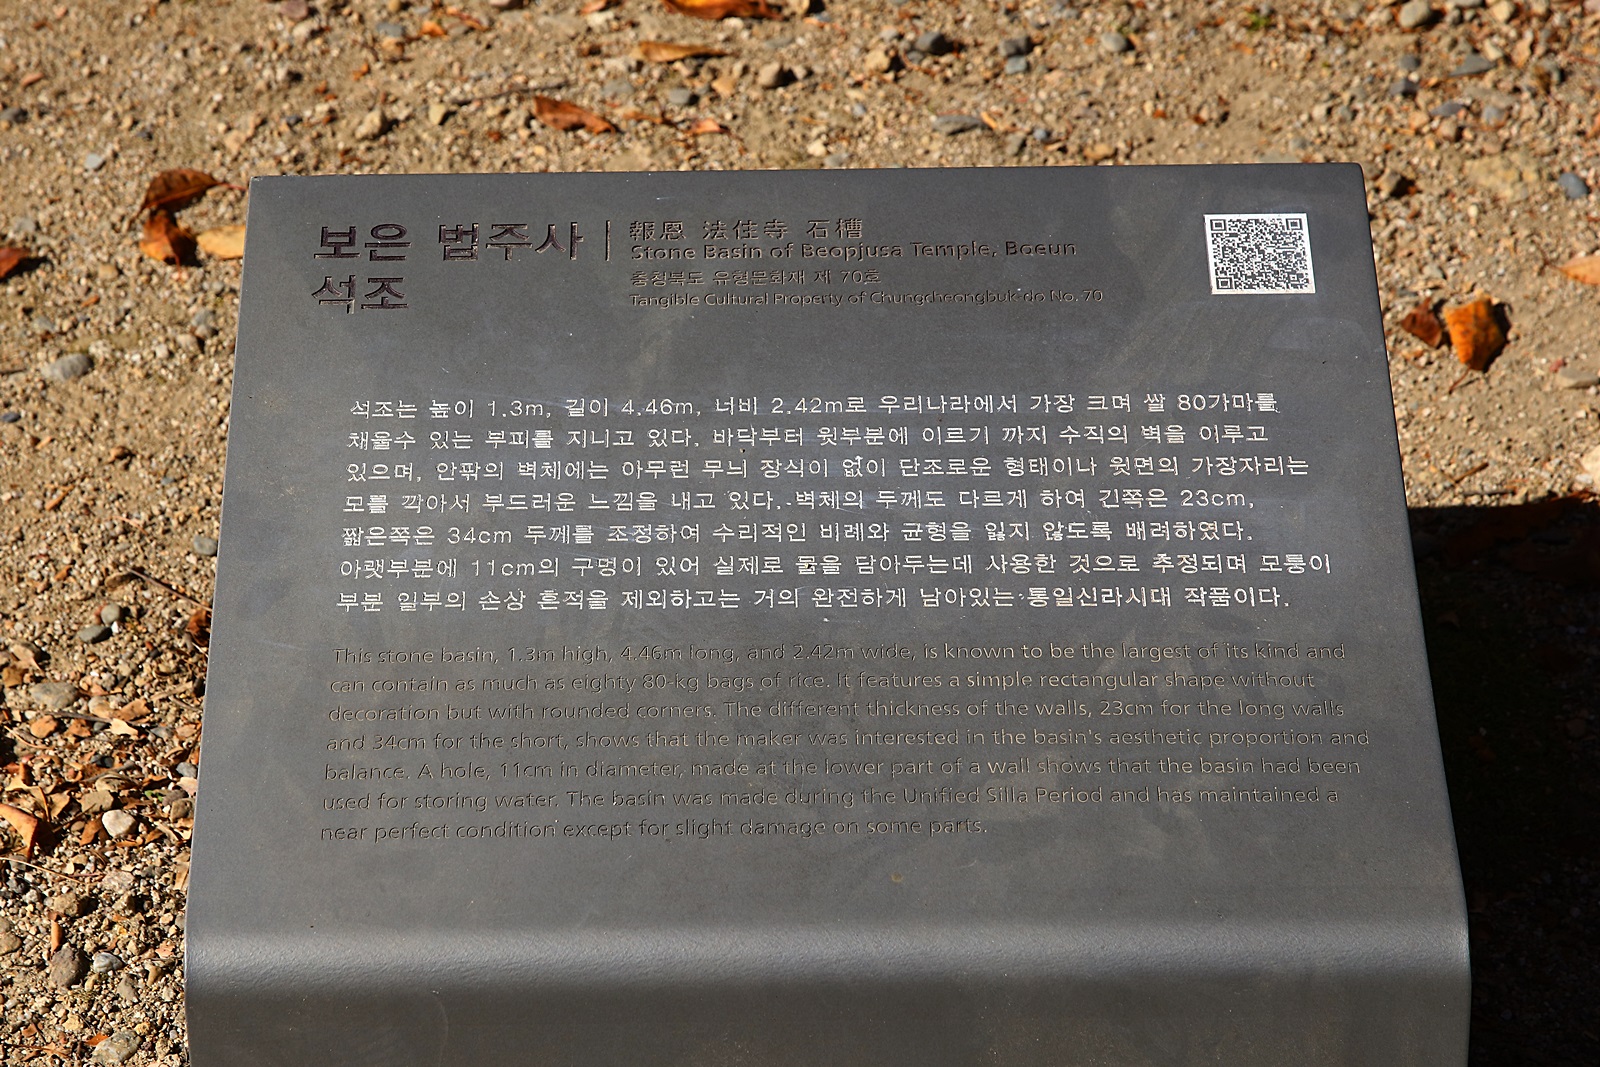 보은 법주사
석조
報恩 法住寺 石槽
Stone Basin of Beopjusa Temple, Boeun
충청북도 유형문화재 제 70호
Tangible Cultural Property of Chungcheongbuk-do No. 70
석조는 높이 1.3m, 길이 4.46m, 너비 2.42m로 우리나라에서 가장 크며 쌀 80가마를
채울수 있는 부피를 지니고 있다. 바닥부터 윗부분에 이르기 까지 수직의 벽을 이루고
있으며, 안팎의 벽체에는 아무런 무늬 장식이 없이 단조로운 형태이나 윗면의 가장자리는
모를 깍아서 부드러운 느낌을 내고 있다. 벽체의 두께도 다르게 하여 긴쪽은 23cm,
짧은쪽은 34cm 두께를 조정하여 수리적인 비례와 균형을 잃지 않도록 배려하였다.
아랫부분에 11cm의 구멍이 있어 실제로 물을 담아두는데 사용한 것으로 추정되며 모퉁이
부분 일부의 손상 흔적을 제외하고는 거의 완전하게 남아있는 통일신라시대 작품이다.
This stone basin, 1.3m high, 4.46m long, and 2.42m wide, is known to be the largest of its kind and
can contain as much as eighty 80-kg bags of rice. It features a simple rectangular shape without
decoration but with rounded corners. The different thickness of the walls, 23cm for the long walls
and 34cm for the short, shows that the maker was interested in the basin's aesthetic proportion and
balance. A hole, 11cm in diameter, made at the lower part of a wall shows that the basin had been
used for storing water. The basin was made during the Unified Silla Period and has maintained a
near perfect condition except for slight damage on some parts.